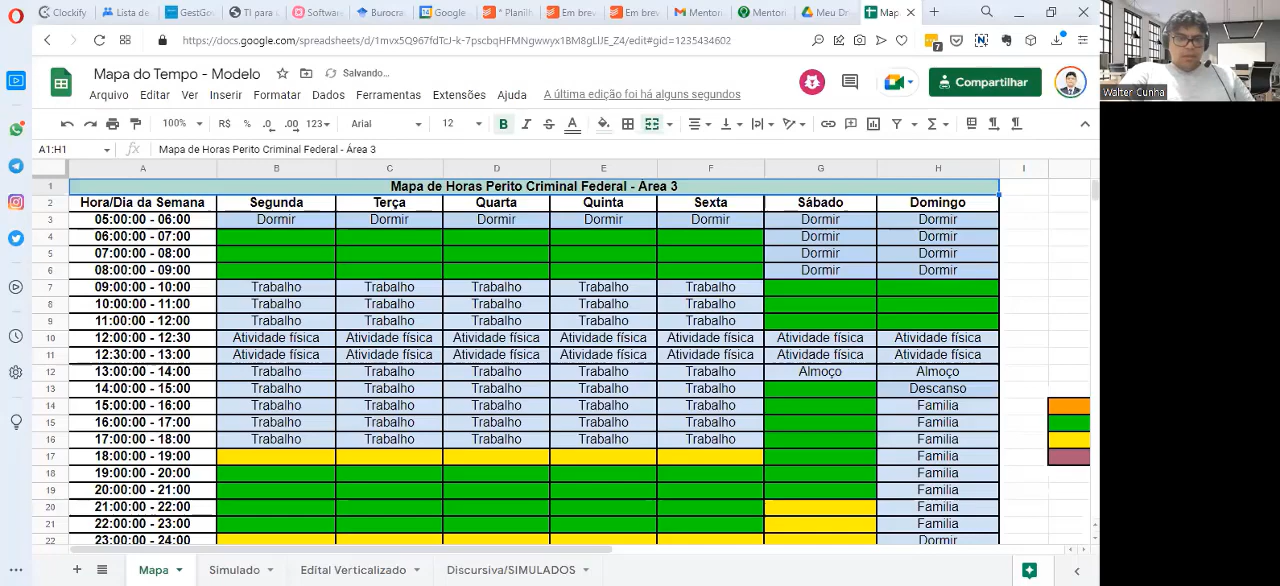 Clockify
Lista de
GestGov
TI para i
Software
Burocra
Google
* Planilh
Em brev
Em brev
Mentor
Mentori
Meu Dri
Map
https://docs.google.com/spreadsheets/d/1mvx5Q967fdTcJ-k-7pscbqHFMNgwwyx1BM8gLlJE_Z4/edit#gid=1235434602
7
Walter Cunha
Mapa do Tempo - Modelo
Salvando...
Compartilhar
Arquivo Editar Ver Inserir Dados Extensões Ajuda A última edição foi há alguns segundos
100% R$ % .0 .00 123 Arial 12 B I S A
A1:H1 fx Mapa de Horas Perito Criminal Federal - Área 3
A B C D E F G H I
1 Mapa de Horas Perito Criminal Federal - Área 3
2 Hora/Dia da Semana Segunda Terça Quarta Quinta Sexta Sábado Domingo
3 05:00:00 - 06:00 Dormir Dormir Dormir Dormir Dormir Dormir Dormir
4 06:00:00 - 07:00 Dormir Dormir
5 07:00:00 - 08:00 Dormir Dormir
6 08:00:00 - 09:00 Dormir Dormir
7 09:00:00 - 10:00 Trabalho Trabalho Trabalho Trabalho Trabalho
8 10:00:00 - 11:00 Trabalho Trabalho Trabalho Trabalho Trabalho
9 11:00:00 - 12:00 Trabalho Trabalho Trabalho Trabalho Trabalho
10 12:00:00 - 12:30 Atividade física Atividade física Atividade física Atividade física Atividade física Atividade física Atividade física
11 12:30:00 - 13:00 Atividade física Atividade física Atividade física Atividade física Atividade física Atividade física Atividade física
12 13:00:00 - 14:00 Trabalho Trabalho Trabalho Trabalho Trabalho Almoço Almoço
13 14:00:00 - 15:00 Trabalho Trabalho Trabalho Trabalho Trabalho Descanso
14 15:00:00 - 16:00 Trabalho Trabalho Trabalho Trabalho Trabalho Familia
15 16:00:00 - 17:00 Trabalho Trabalho Trabalho Trabalho Trabalho Familia
16 17:00:00 - 18:00 Trabalho Trabalho Trabalho Trabalho Trabalho Familia
17 18:00:00 - 19:00 Familia
18 19:00:00 - 20:00 Familia
19 20:00:00 - 21:00 Familia
20 21:00:00 - 22:00 Familia
21 22:00:00 - 23:00 Familia
22 23:00:00 - 24:00 Dormir
Mapa Simulado Edital Verticalizado Discursiva/SIMULADOS